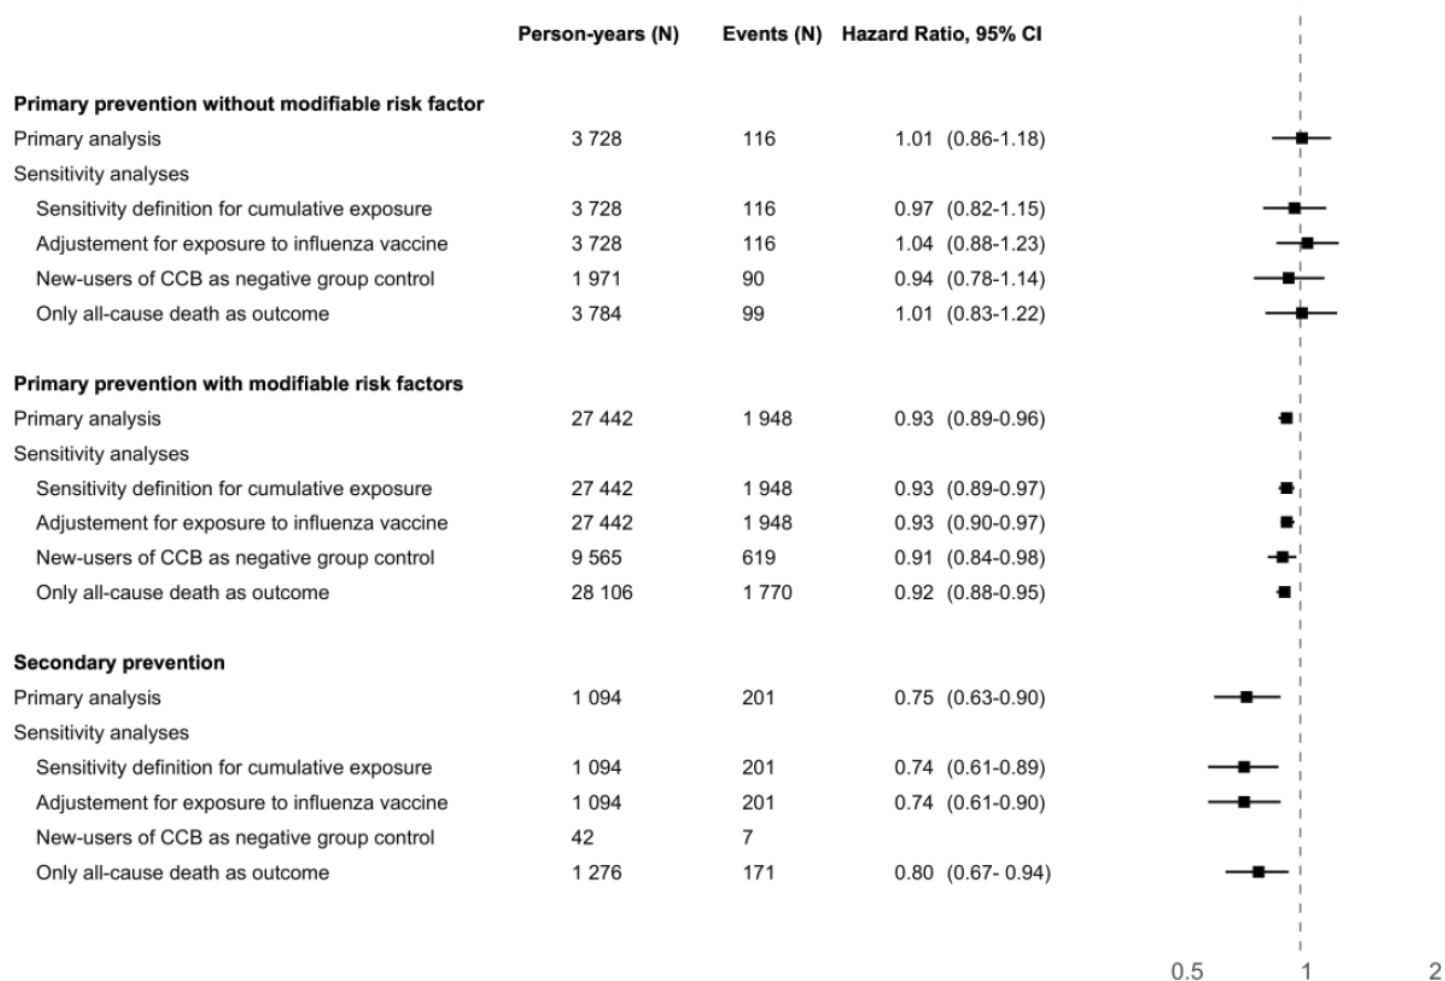 Person-years (N) Events (N) Hazard Ratio, 95% CI
Primary prevention without modifiable risk factor
Primary analysis 3 728 116 1.01 (0.86-1.18)
Sensitivity analyses
Sensitivity definition for cumulative exposure 3 728 116 0.97 (0.82-1.15)
Adjustement for exposure to influenza vaccine 3 728 116 1.04 (0.88-1.23)
New-users of CCB as negative group control 1 971 90 0.94 (0.78-1.14)
Only all-cause death as outcome 3 784 99 1.01 (0.83-1.22)
Primary prevention with modifiable risk factors
Primary analysis 27 442 1 948 0.93 (0.89-0.96)
Sensitivity analyses
Sensitivity definition for cumulative exposure 27 442 1 948 0.93 (0.89-0.97)
Adjustement for exposure to influenza vaccine 27 442 1 948 0.93 (0.90-0.97)
New-users of CCB as negative group control 9 565 619 0.91 (0.84-0.98)
Only all-cause death as outcome 28 106 1 770 0.92 (0.88-0.95)
Secondary prevention
Primary analysis 1 094 201 0.75 (0.63-0.90)
Sensitivity analyses
Sensitivity definition for cumulative exposure 1 094 201 0.74 (0.61-0.89)
Adjustement for exposure to influenza vaccine 1 094 201 0.74 (0.61-0.90)
New-users of CCB as negative group control 42 7
Only all-cause death as outcome 1 276 171 0.80 (0.67- 0.94)
0.5 1 2